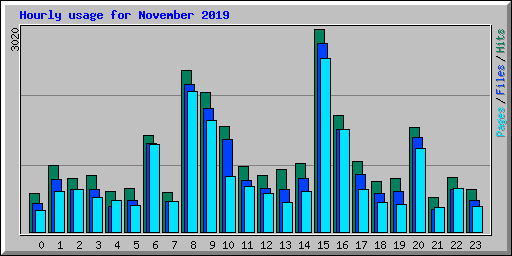 Hourly usage for November 2019
3020
Pages / Files / Hits
0 1 2 3 4 5 6 7 8 9 10 11 12 13 14 15 16 17 18 19 20 21 22 23